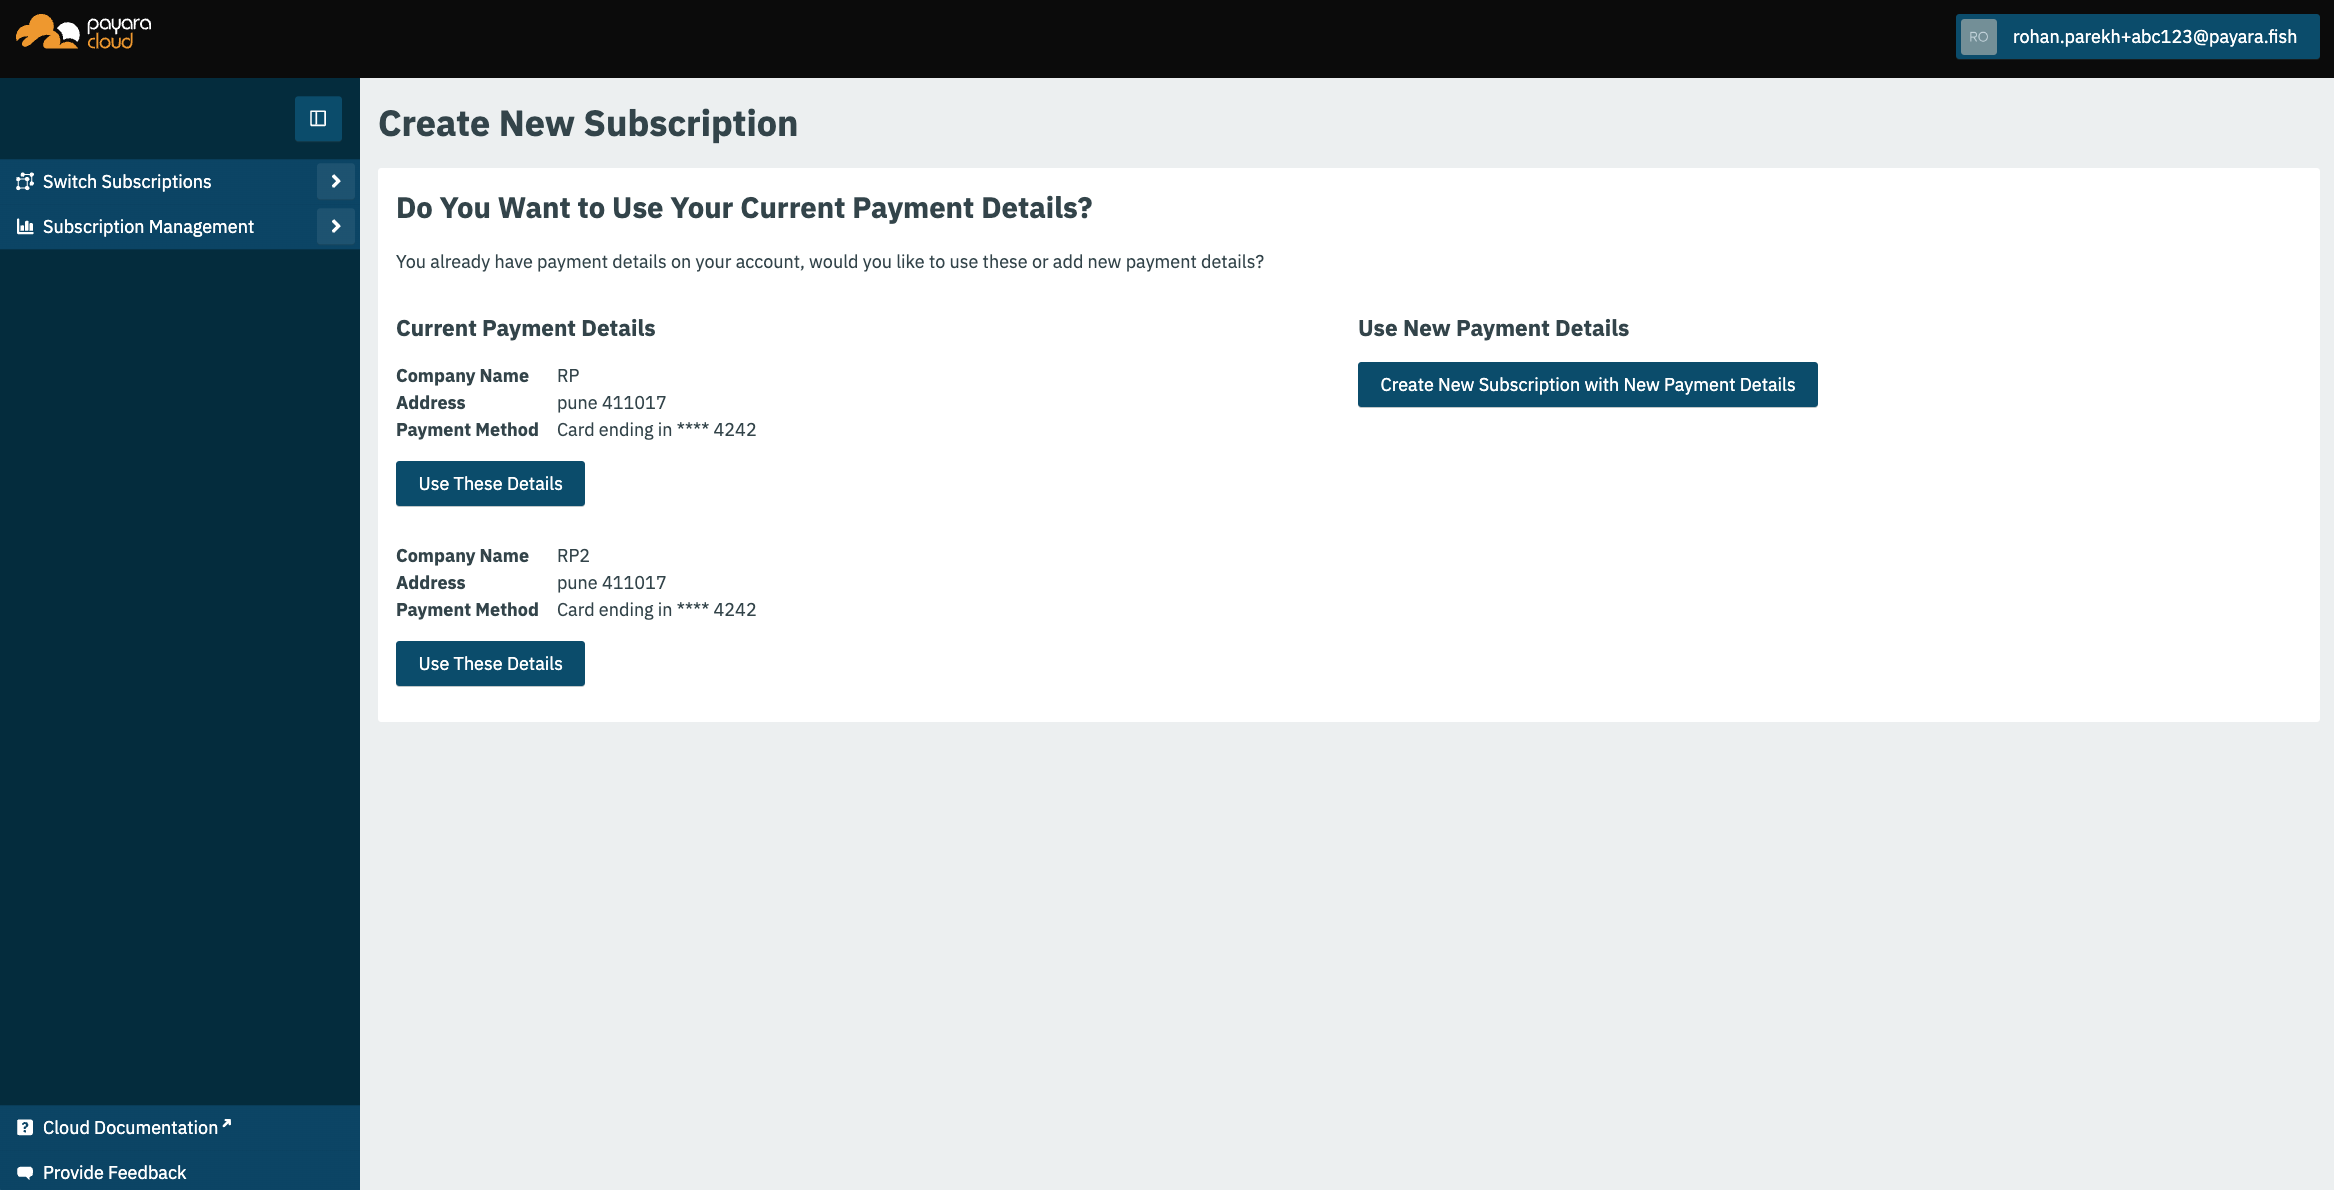 payara
cloud
RO
rohan.parekh+abc123@payara.fish
Switch Subscriptions
Subscription Management
Create New Subscription
Do You Want to Use Your Current Payment Details?
You already have payment details on your account, would you like to use these or add new payment details?
Current Payment Details
Company Name RP
Address pune 411017
Payment Method Card ending in **** 4242
Use These Details
Company Name RP2
Address pune 411017
Payment Method Card ending in **** 4242
Use These Details
Use New Payment Details
Create New Subscription with New Payment Details
Cloud Documentation
Provide Feedback